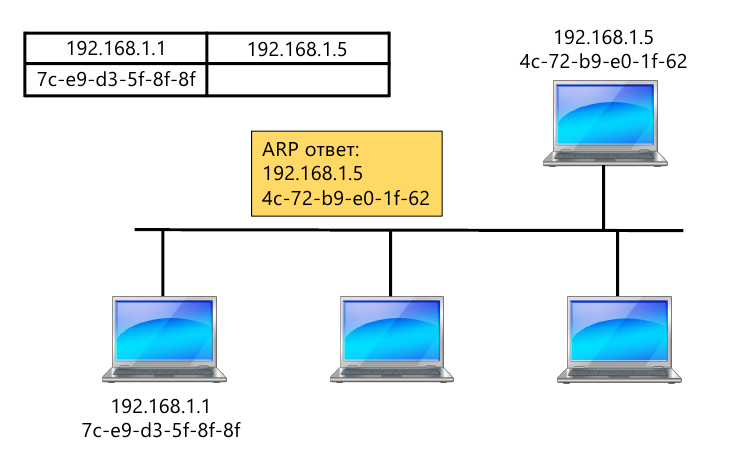 192.168.1.1 192.168.1.5
7c-e9-d3-5f-8f-8f
192.168.1.5
4c-72-b9-e0-1f-62
ARP ответ:
192.168.1.5
4c-72-b9-e0-1f-62
192.168.1.1
7c-e9-d3-5f-8f-8f